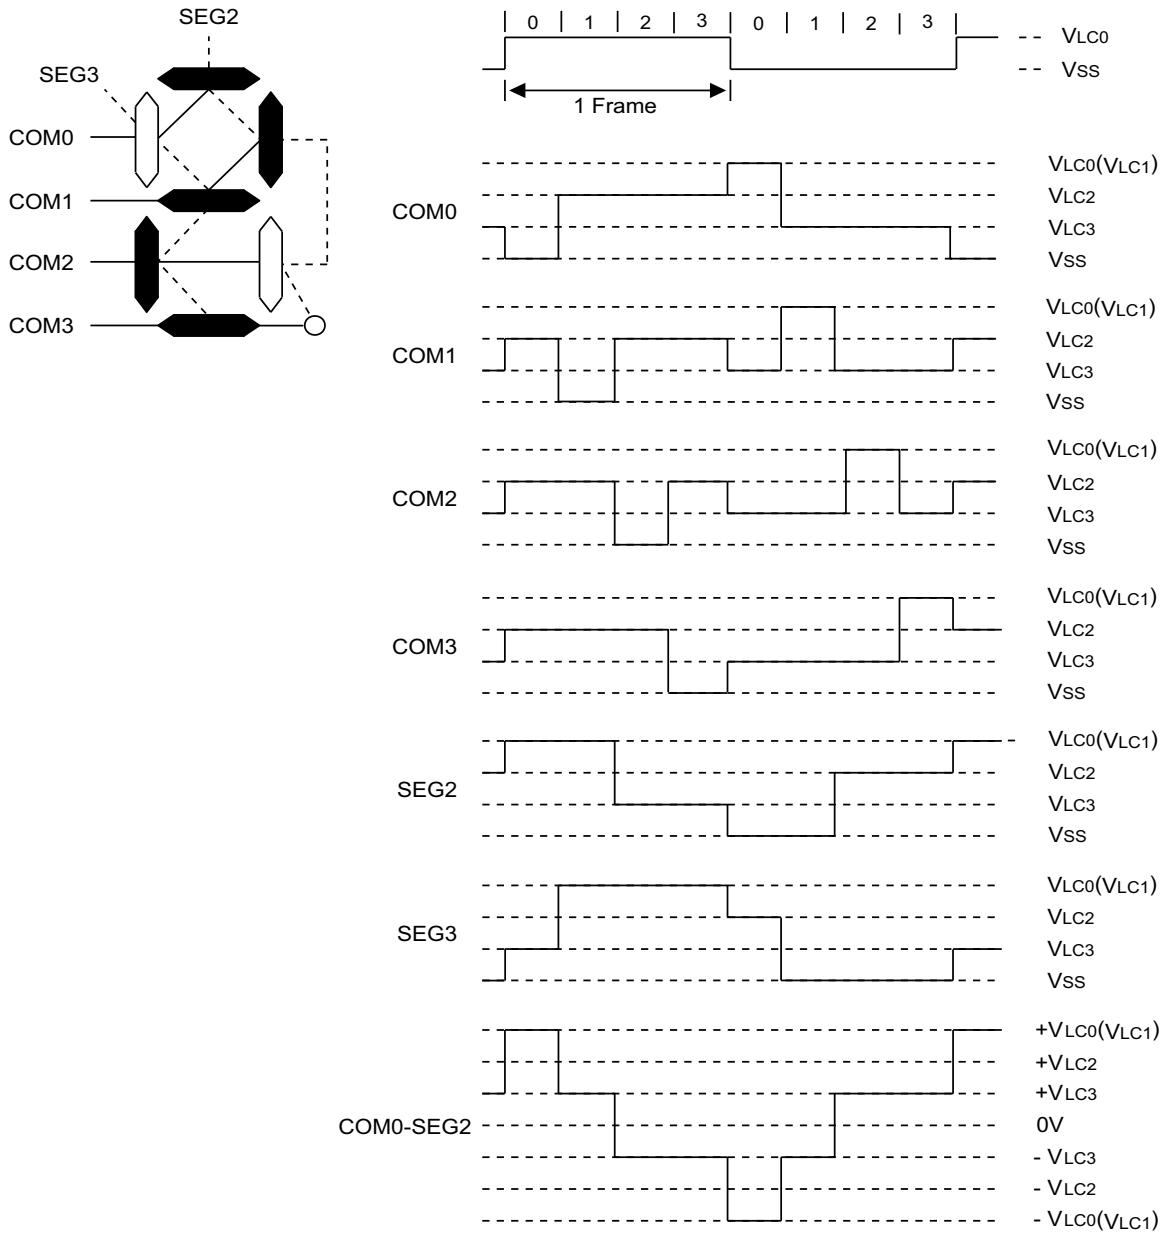 SEG2
SEG3
COM0
COM1
COM2
COM3
0 1 2 3 0 1 2 3
VLC0
VSS
1 Frame
COM0
VLC0(VLC1)
VLC2
VLC3
VSS
COM1
VLC0(VLC1)
VLC2
VLC3
VSS
COM2
VLC0(VLC1)
VLC2
VLC3
VSS
COM3
VLC0(VLC1)
VLC2
VLC3
VSS
SEG2
VLC0(VLC1)
VLC2
VLC3
VSS
SEG3
VLC0(VLC1)
VLC2
VLC3
VSS
COM0-SEG2
+VLC0(VLC1)
+VLC2
+VLC3
0V
- VLC3
- VLC2
- VLC0(VLC1)